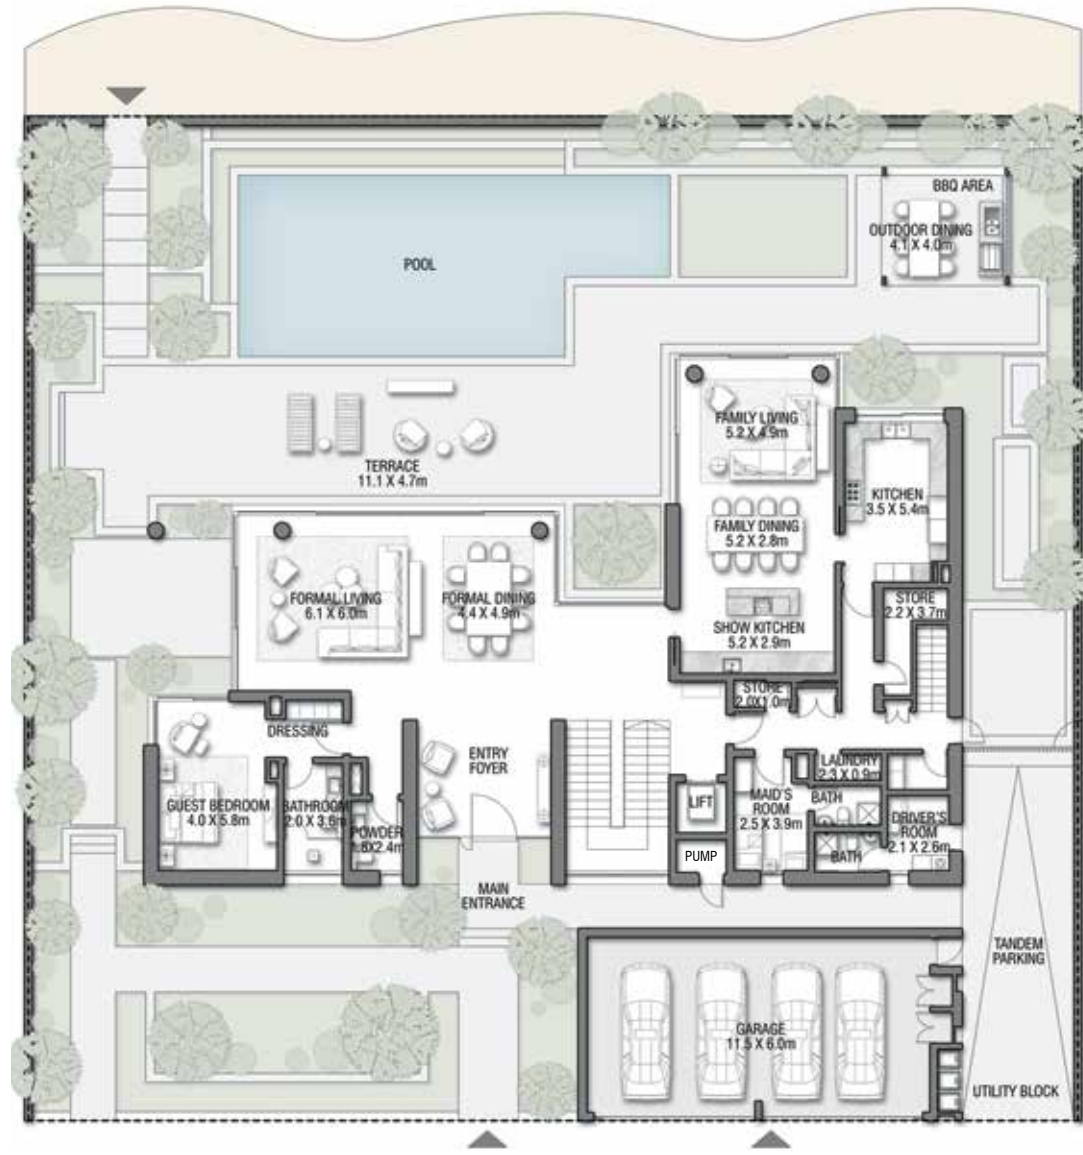 BBQ AREA
OUTDOOR DINING
4.1 X 4.0m
POOL
FAMILY LIVING
5.2 X 4.9m
TERRACE
11.1 X 4.7m
KITCHEN
3.5 X 5.4m
FAMILY DINING
5.2 X 2.8m
FORMAL LIVING
6.1 X 6.0m
FORMAL DINING
4.4 X 4.9m
STORE
2.2 X 3.7m
SHOW KITCHEN
5.2 X 2.9m
STORE
2.0X1.0m
DRESSING
ENTRY
FOYER
LAUNDRY
2.3 X 0.9m
GUEST BEDROOM
4.0 X 5.8m
BATHROOM
2.0 X 3.6m
LIFT
MAID'S
ROOM
2.5 X 3.9m
BATH
POWDER
1.8X2.4m
DRIVER'S
ROOM
2.1 X 2.6m
PUMP
BATH
MAIN
ENTRANCE
TANDEM
PARKING
GARAGE
11.5 X 6.0m
UTILITY BLOCK